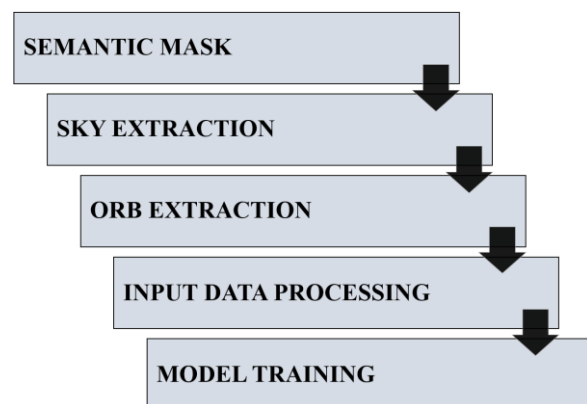 SEMANTIC MASK
SKY EXTRACTION
ORB EXTRACTION
INPUT DATA PROCESSING
MODEL TRAINING